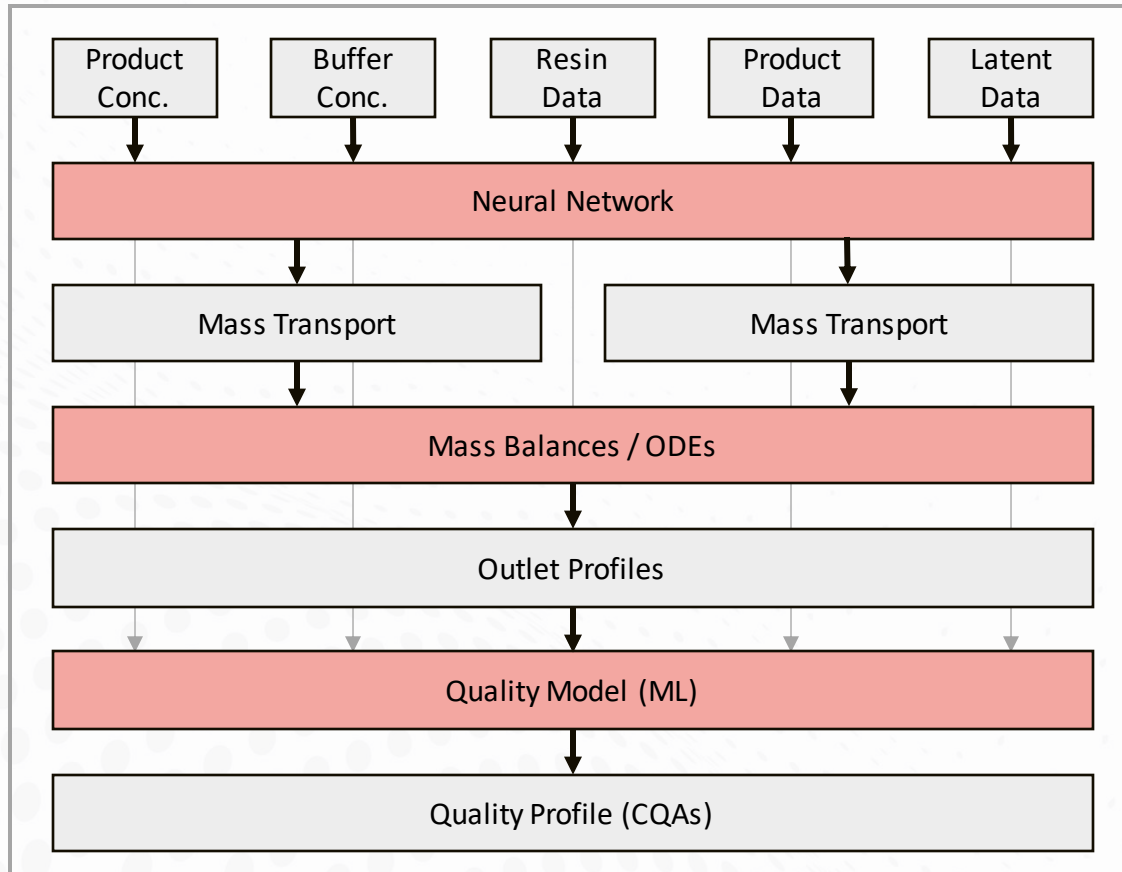 Product
Conc.
Buffer
Conc.
Resin
Data
Product
Data
Latent
Data
Neural Network
Mass Transport
Mass Transport
Mass Balances / ODEs
Outlet Profiles
Quality Model (ML)
Quality Profile (CQAs)